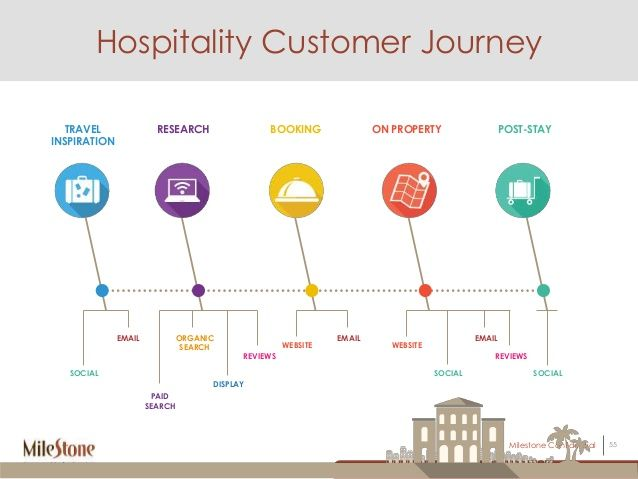 Hospitality Customer Journey
TRAVEL
INSPIRATION
RESEARCH
BOOKING
ON PROPERTY
POST-STAY
EMAIL
ORGANIC
SEARCH
WEBSITE
EMAIL
WEBSITE
EMAIL
REVIEWS
REVIEWS
SOCIAL
DISPLAY
SOCIAL
SOCIAL
PAID
SEARCH
MileStone
Milestone
55